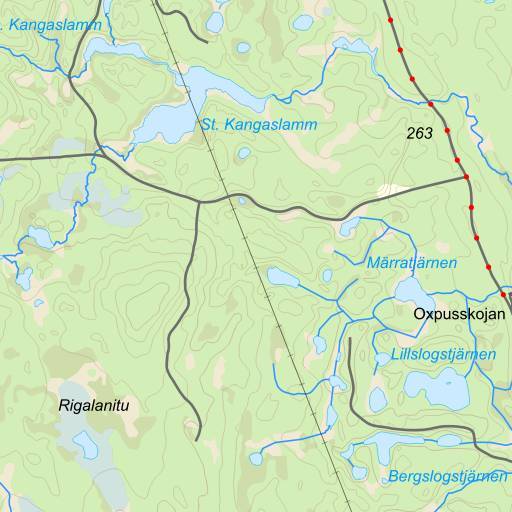 . Kangaslamm
St. Kangaslamm
263
Märratjärnen
Oxpusskojan
Lillslogstjärnen
Rigalanitu
Bergslogstjärnen